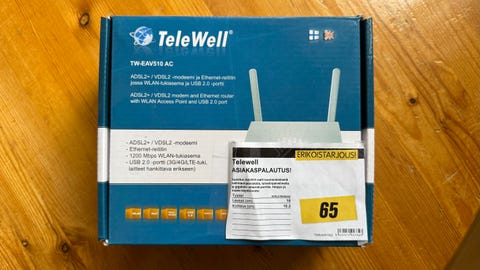 TeleWell®
TW-EAV510 AC
ADSL2+ / VDSL2 -modeemi ja Ethernet-reititin
jossa WLAN-tukiasema ja USB 2.0 -portti
ADSL2+ / VDSL2 modem and Ethernet router
with WLAN Access Point and USB 2.0 port
- ADSL2+ / VDSL2 -modeemi
- Ethernet-reititin
- 1200 Mbps WLAN-tukiasema
- USB 2.0 -portti (3G/4G/LTE-tuki,
laitteet hankittava erikseen)
Telewell
ASIAKASPALAUTUS!
ERIKOISTARJOUS!
65